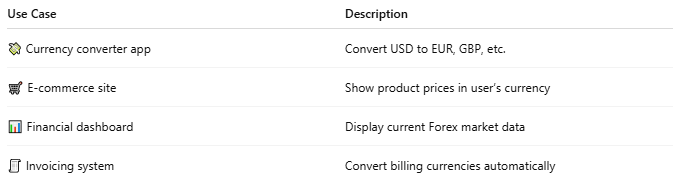 Use Case Description
Currency converter app Convert USD to EUR, GBP, etc.
E-commerce site Show product prices in user's currency
Financial dashboard Display current Forex market data
Invoicing system Convert billing currencies automatically